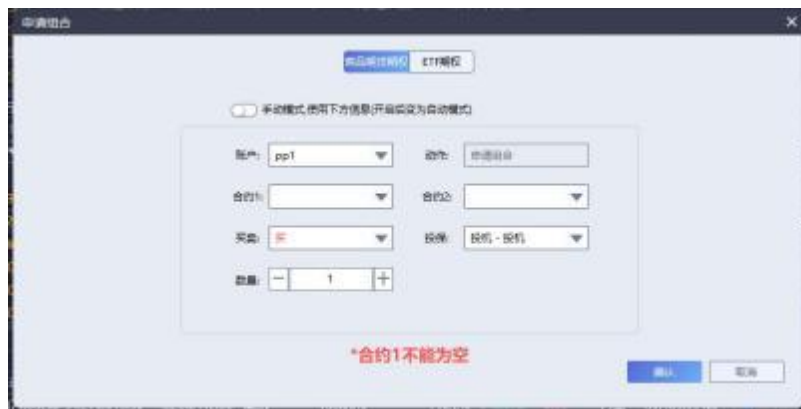 申请组合
商品期货期权 ETF期权
手动模式,使用下方信息(开启后变为自动模式)
账户: pp1 动作: 申请组合
合约1: 合约2:
买卖: 买 投保: 投机 - 投机
数量: 1
*合约1不能为空
确认 取消